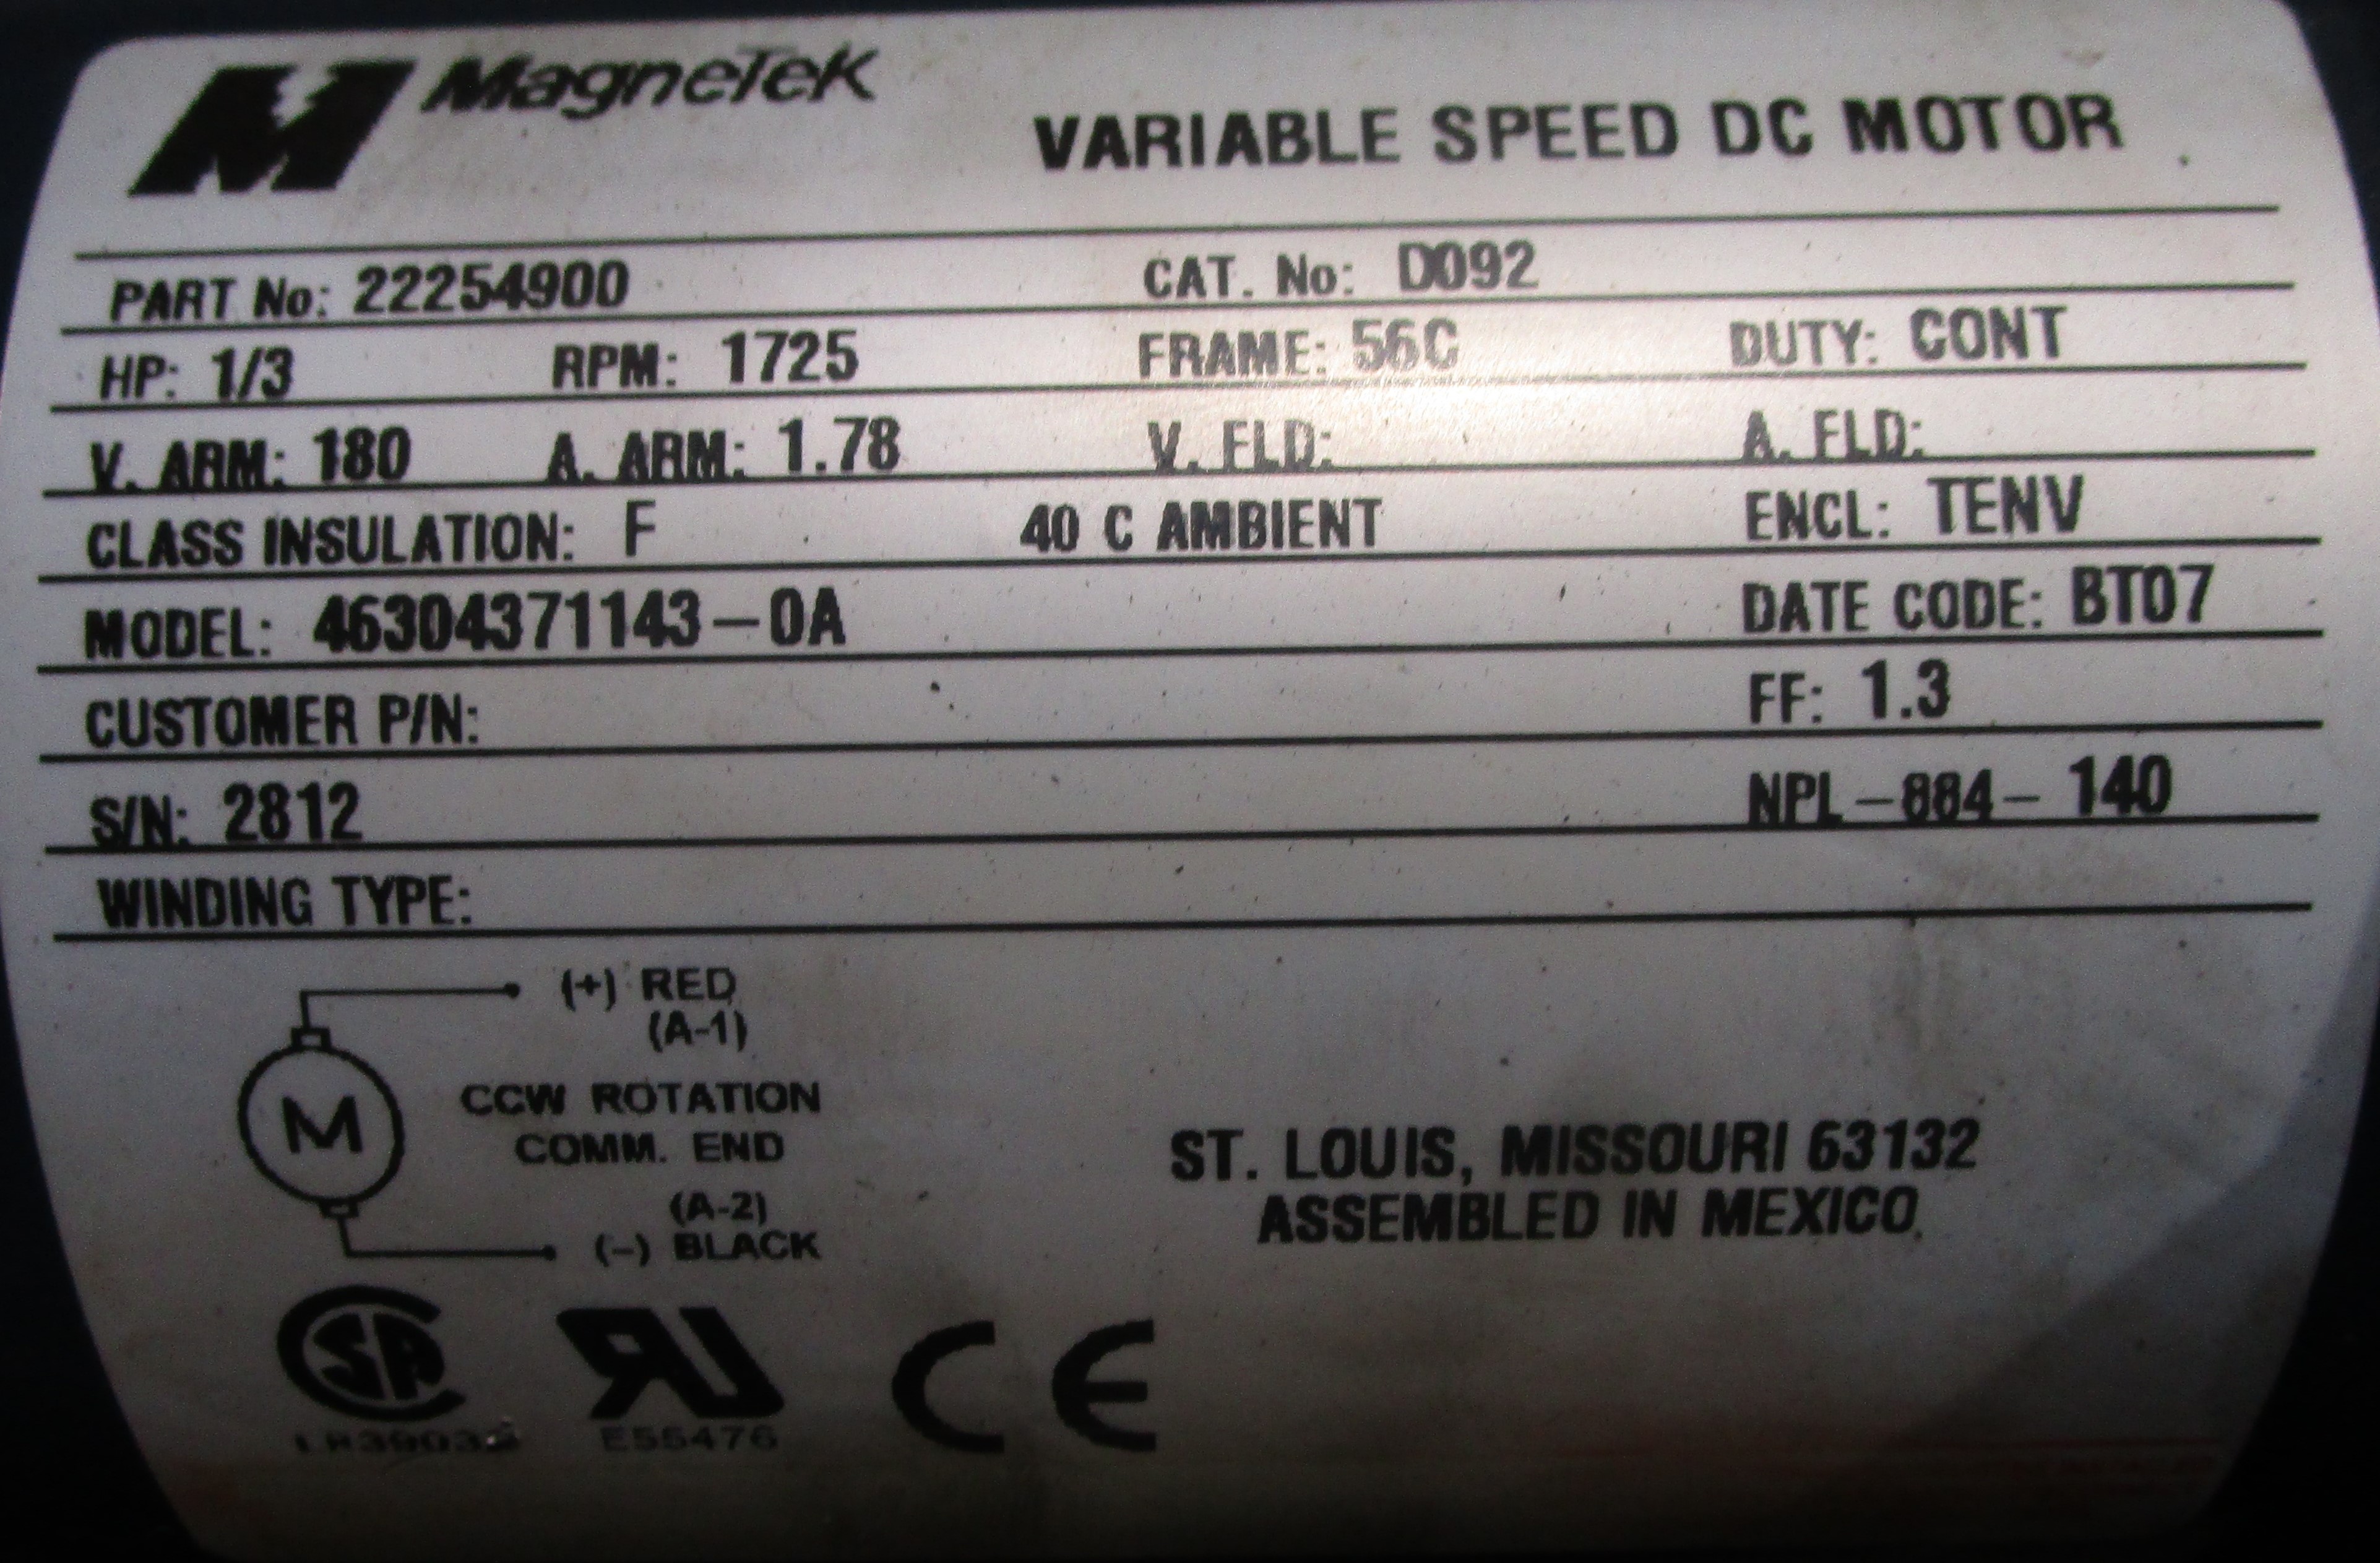 MagneTek
VARIABLE SPEED DC MOTOR
PART No: 22254900 CAT. No: D092
HP: 1/3 RPM: 1725 FRAME: 56C DUTY: CONT
V. ARM: 180 A. ARM: 1.78 V. FLD: A. FLD:
CLASS INSULATION: F 40 C AMBIENT ENCL: TENV
MODEL: 46304371143-0A DATE CODE: BT07
CUSTOMER P/N: FF: 1.3
S/N: 2812 NPL-884-140
WINDING TYPE:
(+) RED
(A-1)
M
CCW ROTATION
COMM. END
(A-2)
(-) BLACK
ST. LOUIS, MISSOURI 63132
ASSEMBLED IN MEXICO
SA RU CE
E55476